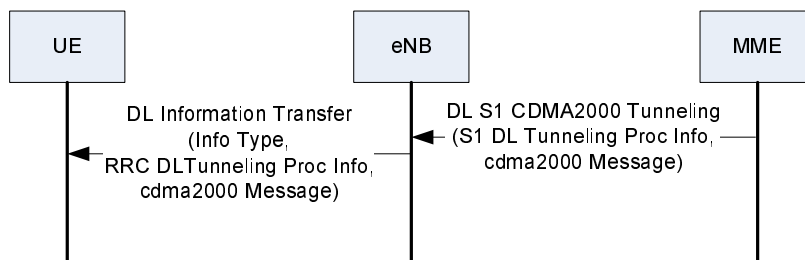 UE
eNB
MME
DL Information Transfer
(Info Type,
RRC DLTunneling Proc Info,
cdma2000 Message)
DL S1 CDMA2000 Tunneling
(S1 DL Tunneling Proc Info,
cdma2000 Message)